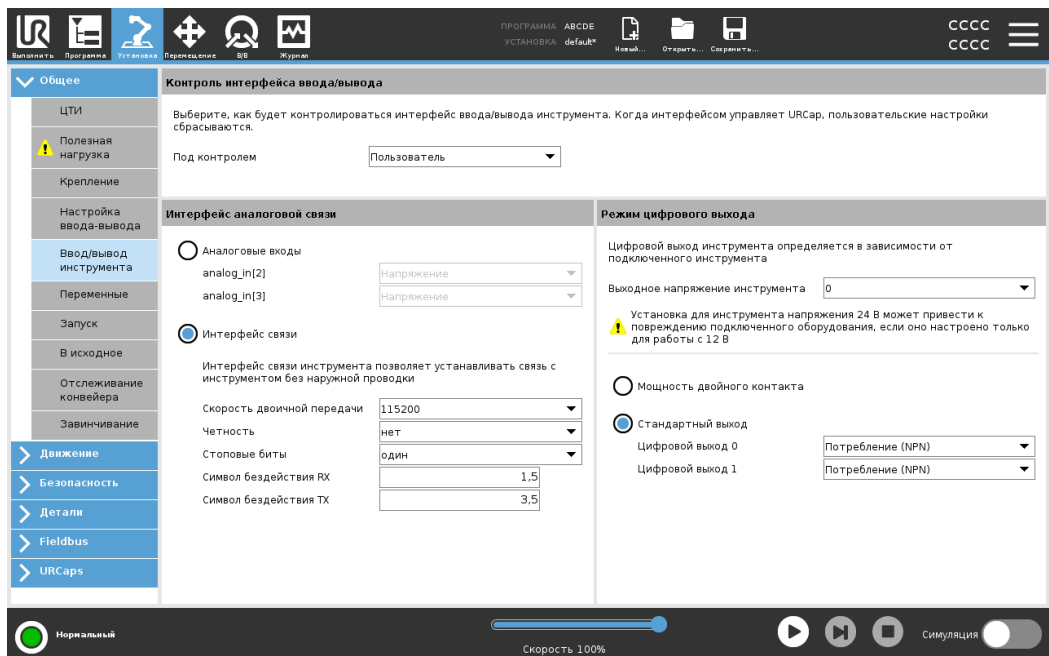 ПРОГРАММА ABCDE
УСТАНОВКА default*
CCCC
CCCC
Выполнить Программа Установка Перемещение В/В Журнал Новый... Открыть... Сохранить...
Общее
ЦТИ
Полезная
нагрузка
Крепление
Настройка
ввода-вывода
Ввод/вывод
инструмента
Переменные
Запуск
В исходное
Отслеживание
конвейера
Завинчивание
Движение
Безопасность
Детали
Fieldbus
URCaps
Контроль интерфейса ввода/вывода
Выберите, как будет контролироваться интерфейс ввода/вывода инструмента. Когда интерфейсом управляет URCap, пользовательские настройки
сбрасываются.
Под контролем Пользователь
Интерфейс аналоговой связи
Аналоговые входы
analog_in[2] Напряжение
analog_in[3] Напряжение
Интерфейс связи
Интерфейс связи инструмента позволяет устанавливать связь с
инструментом без наружной проводки
Скорость двоичной передачи 115200
Четность нет
Стоповые биты один
Символ бездействия RX 1,5
Символ бездействия TX 3,5
Режим цифрового выхода
Цифровой выход инструмента определяется в зависимости от
подключенного инструмента
Выходное напряжение инструмента 0
Установка для инструмента напряжения 24 В может привести к
повреждению подключенного оборудования, если оно настроено только
для работы с 12 В
Мощность двойного контакта
Стандартный выход
Цифровой выход 0 Потребление (NPN)
Цифровой выход 1 Потребление (NPN)
Нормальный
Скорость 100%
Симуляция